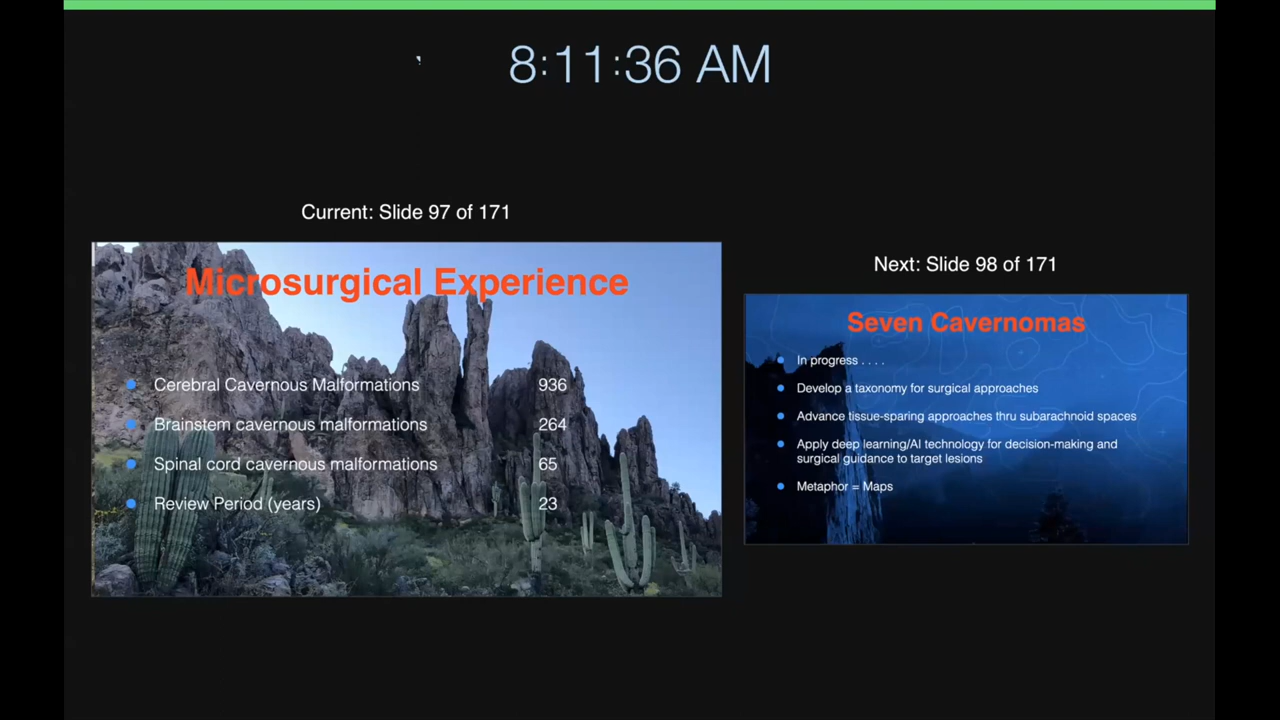 8:11:36 AM
Current: Slide 97 of 171
Microsurgical Experience
Cerebral Cavernous Malformations 936
Brainstem cavernous malformations 264
Spinal cord cavernous malformations 65
Review Period (years) 23
Next: Slide 98 of 171
Seven Cavernomas
In progress . . . .
Develop a taxonomy for surgical approaches
Advance tissue-sparing approaches thru subarachnoid spaces
Apply deep learning/AI technology for decision-making and
surgical guidance to target lesions
Metaphor = Maps